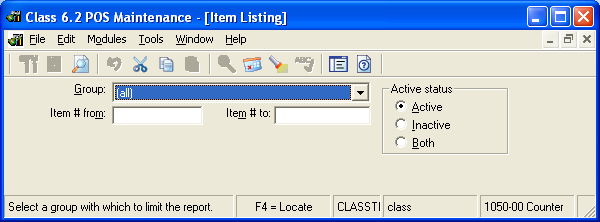 Class 6.2 POS Maintenance - [Item Listing]
File Edit Modules Tools Window Help
ABC
Group: (all)
Item # from: Item # to:
Active status
Active
Inactive
Both
Select a group with which to limit the report. F4 = Locate CLASSTI class 1050-00 Counter